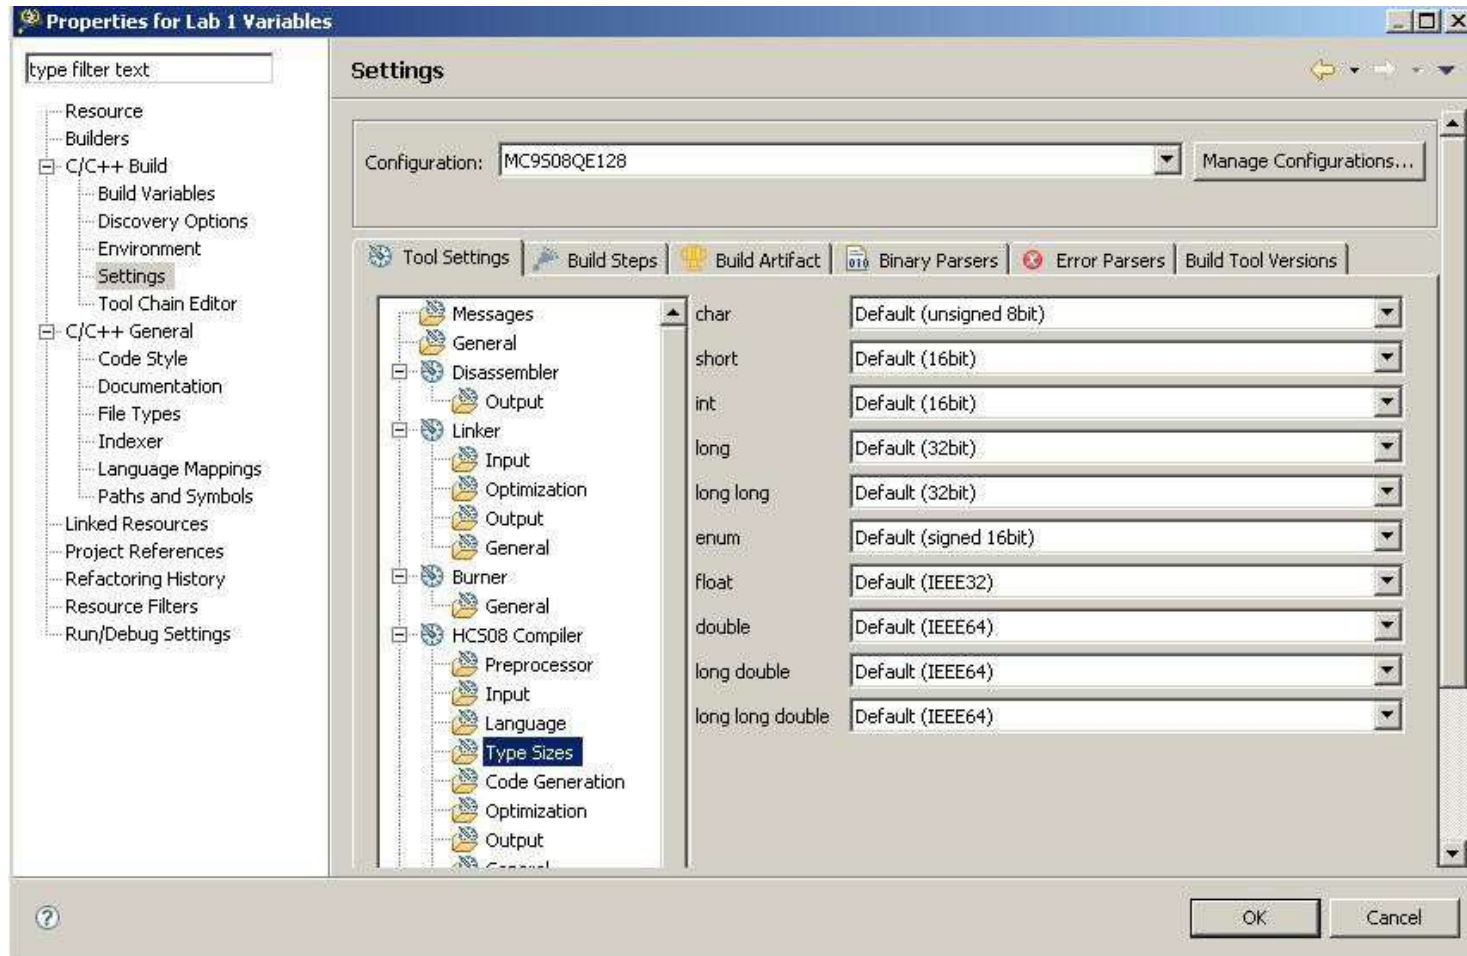 Properties for Lab 1 Variables
type filter text
Resource
Builders
C/C++ Build
Build Variables
Discovery Options
Environment
Settings
Tool Chain Editor
C/C++ General
Code Style
Documentation
File Types
Indexer
Language Mappings
Paths and Symbols
Linked Resources
Project References
Refactoring History
Resource Filters
Run/Debug Settings
Settings
Configuration: MC9S08QE128 Manage Configurations...
Tool Settings Build Steps Build Artifact 010 Binary Parsers Error Parsers Build Tool Versions
Messages
General
Disassembler
Output
Linker
Input
Optimization
Output
General
Burner
General
HCS08 Compiler
Preprocessor
Input
Language
Type Sizes
Code Generation
Optimization
Output
General
char Default (unsigned 8bit)
short Default (16bit)
int Default (16bit)
long Default (32bit)
long long Default (32bit)
enum Default (signed 16bit)
float Default (IEEE32)
double Default (IEEE64)
long double Default (IEEE64)
long long double Default (IEEE64)
OK Cancel